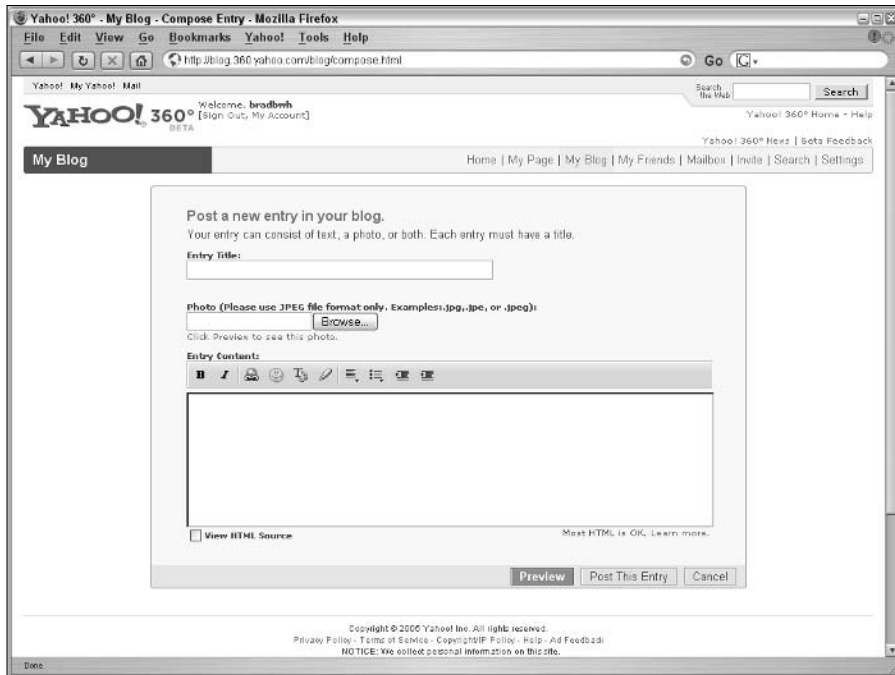 Yahoo! 360° - My Blog - Compose Entry - Mozilla Firefox
File Edit View Go Bookmarks Yahoo! Tools Help
http://blog.360.yahoo.com/blog/compose.html Go G
Yahoo! My Yahoo! Mail Search the Web Search
YAHOO! 360° BETA Welcome, bradbwh
[Sign Out, My Account] Yahoo! 360° Home - Help
Yahoo! 360° News | Beta Feedback
My Blog Home | My Page | My Blog | My Friends | Mailbox | Invite | Search | Settings
Post a new entry in your blog.
Your entry can consist of text, a photo, or both. Each entry must have a title.
Entry Title:
Photo (Please use JPEG file format only. Examples:.jpg,.jpe, or .jpeg):
Browse...
Click Preview to see this photo.
Entry Content:
B I
View HTML Source Most HTML is OK. Learn more.
Preview Post This Entry Cancel
Copyright © 2005 Yahoo! Inc. All rights reserved.
Privacy Policy - Terms of Service - Copyright/IP Policy - Help - Ad Feedback
NOTICE: We collect personal information on this site.
Done